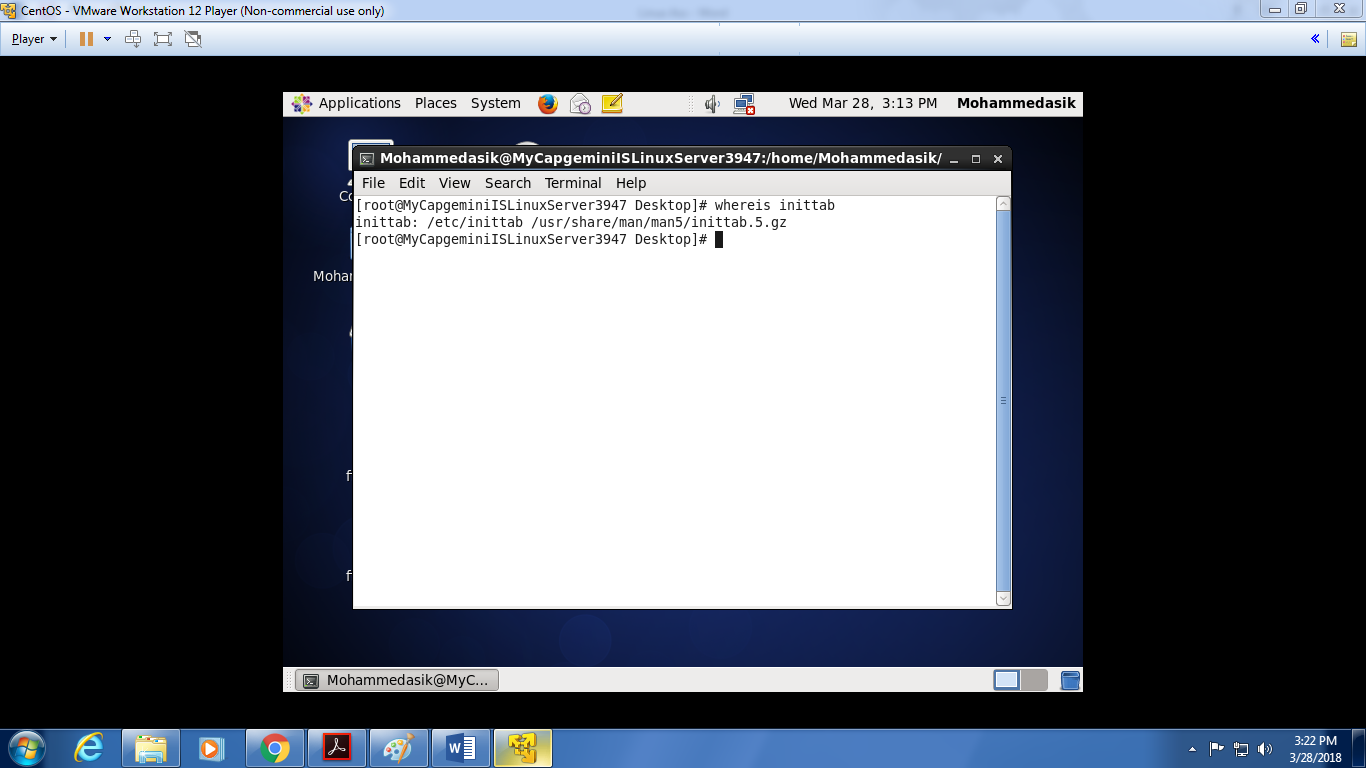 CentOS - VMware Workstation 12 Player (Non-commercial use only)
Player
Applications Places System Wed Mar 28, 3:13 PM Mohammedasik
Mohammedasik@MyCapgeminiISLinuxServer3947:/home/Mohammedasik/
File Edit View Search Terminal Help
[root@MyCapgeminiISLinuxServer3947 Desktop]# whereis inittab
inittab: /etc/inittab /usr/share/man/man5/inittab.5.gz
[root@MyCapgeminiISLinuxServer3947 Desktop]#
Co
Moha
f
f
Mohammedasik@MyC...
3:22 PM
3/28/2018